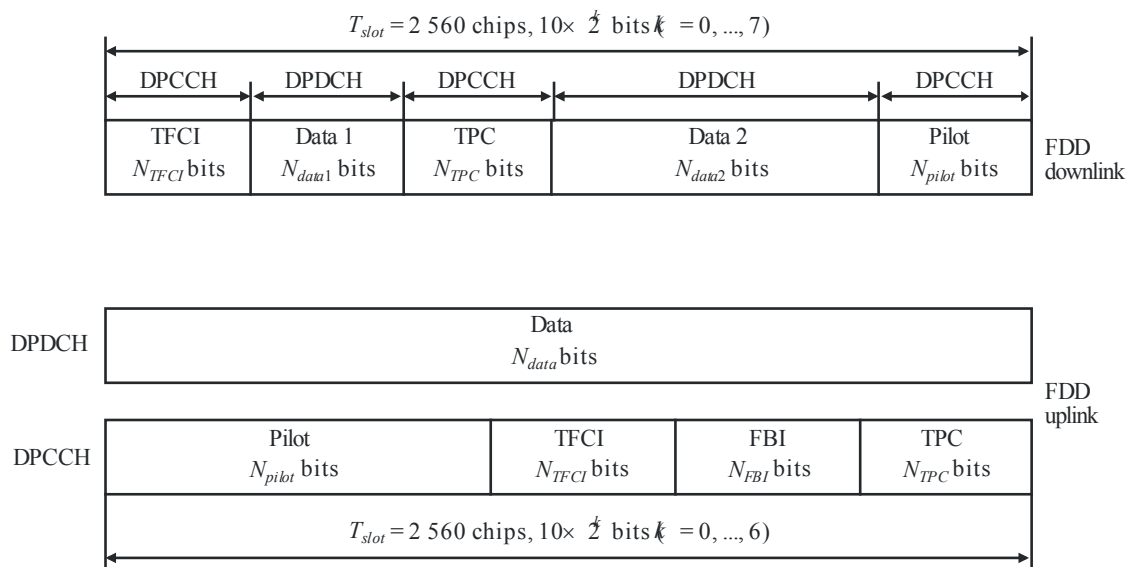 T_slot = 2 560 chips, 10× 2^k bits (k = 0, ..., 7)
DPCCH DPDCH DPCCH DPDCH DPCCH
TFCI Data 1 TPC Data 2 Pilot
N_TFCI bits N_data1 bits N_TPC bits N_data2 bits N_pilot bits
FDD
downlink
DPDCH
Data
N_data bits
FDD
uplink
DPCCH
Pilot TFCI FBI TPC
N_pilot bits N_TFCI bits N_FBI bits N_TPC bits
T_slot = 2 560 chips, 10× 2^k bits (k = 0, ..., 6)